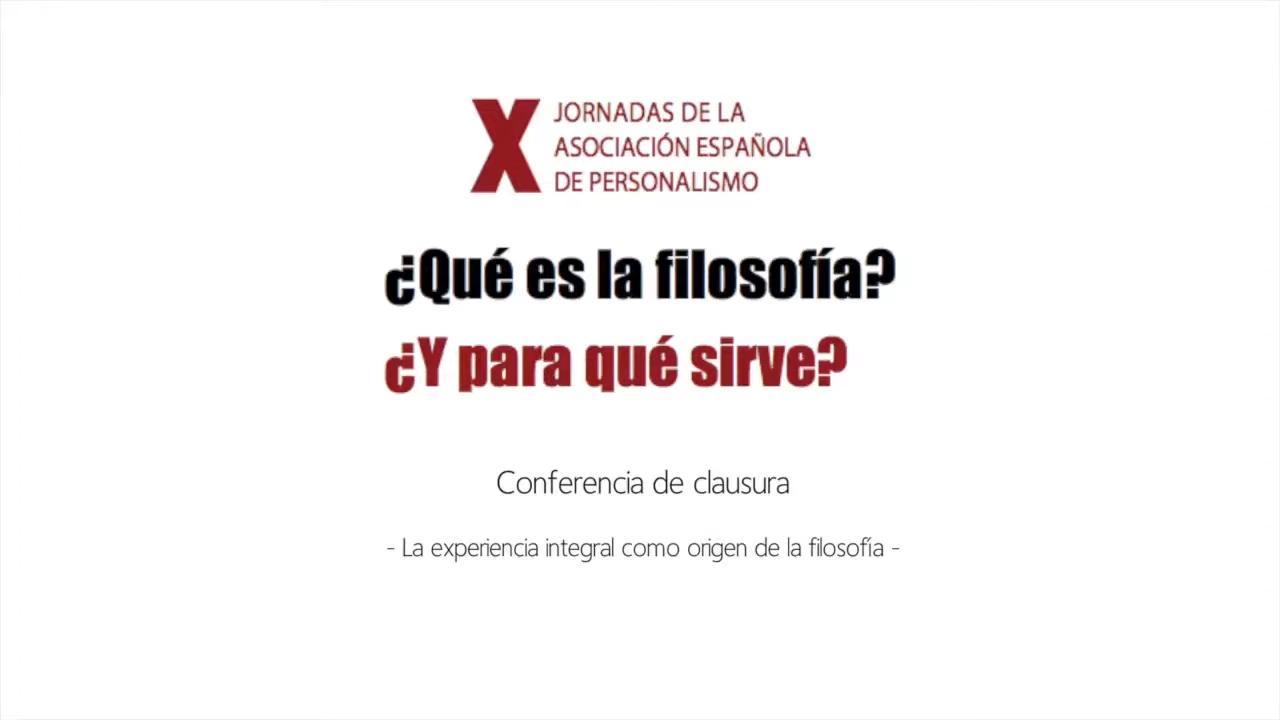 X JORNADAS DE LA
ASOCIACIÓN ESPAÑOLA
DE PERSONALISMO
¿Qué es la filosofía?
¿Y para qué sirve?
Conferencia de clausura
- La experiencia integral como origen de la filosofía -